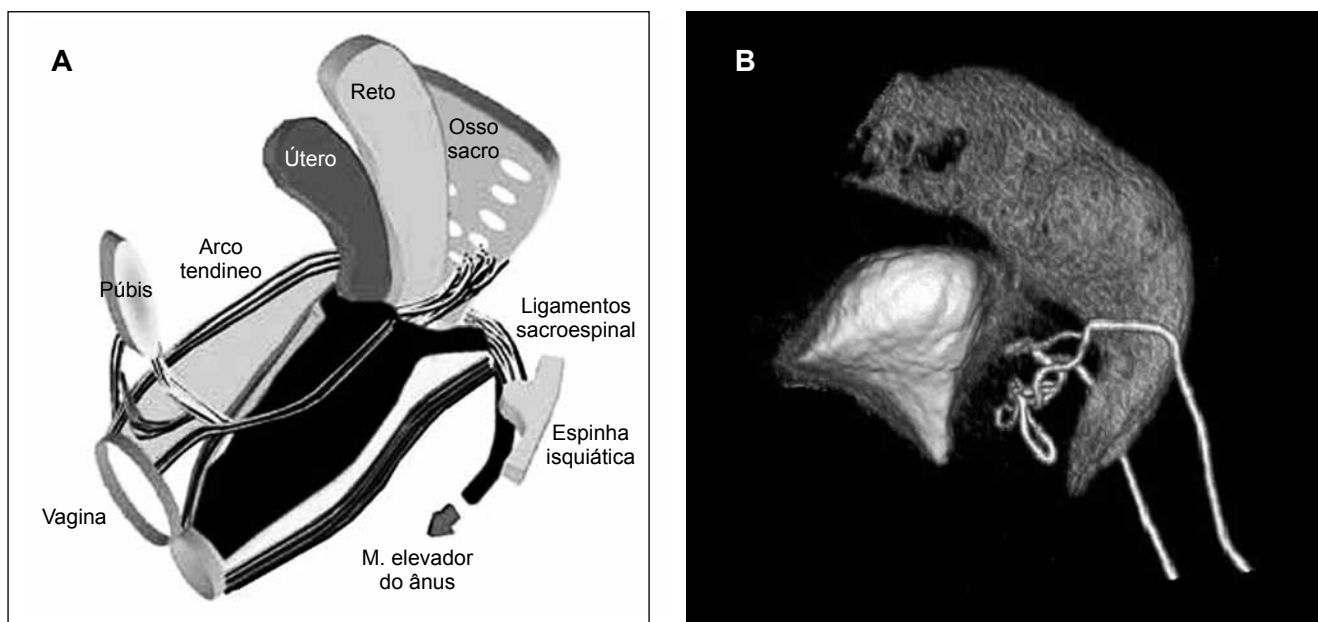 A
Reto
Osso
sacro
Útero
Arco
tendineo
Púbis
Ligamentos
sacroespinal
Espinha
isquiática
Vagina
M. elevador
do ânus
B